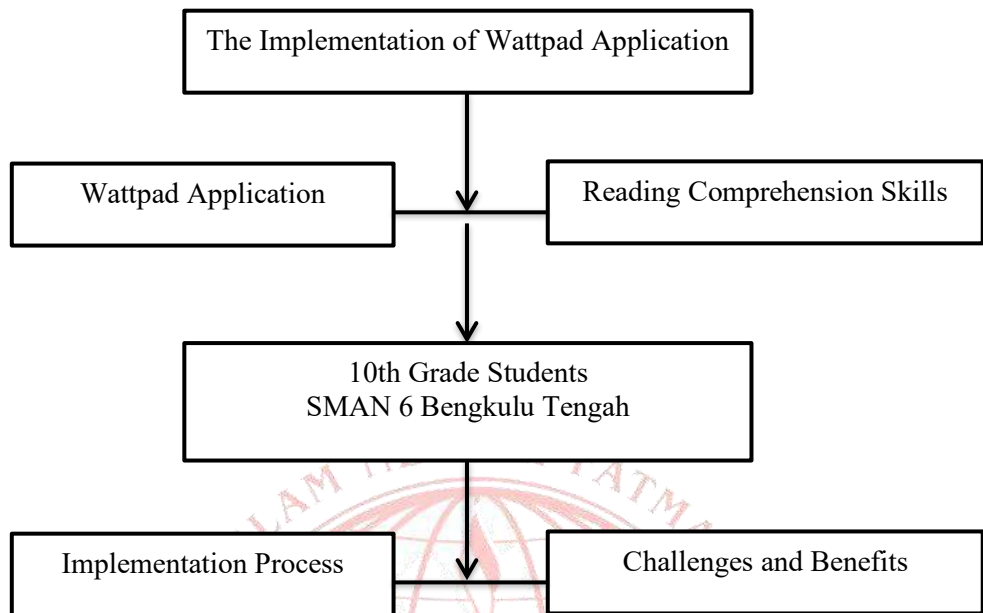 The Implementation of Wattpad Application
Wattpad Application
Reading Comprehension Skills
10th Grade Students
SMAN 6 Bengkulu Tengah
Implementation Process
Challenges and Benefits